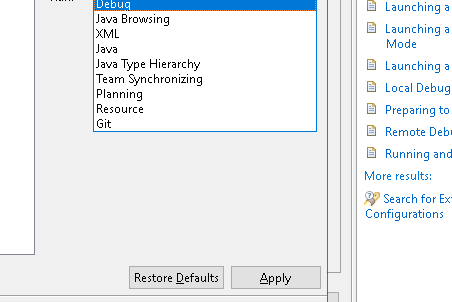 Debug
Java Browsing
XML
Java
Java Type Hierarchy
Team Synchronizing
Planning
Resource
Git
Restore Defaults
Apply
Launching a
Launching a
Mode
Launching a
Local Debug
Preparing to
Remote Deb
Running and
More results:
Search for Ex
Configurations